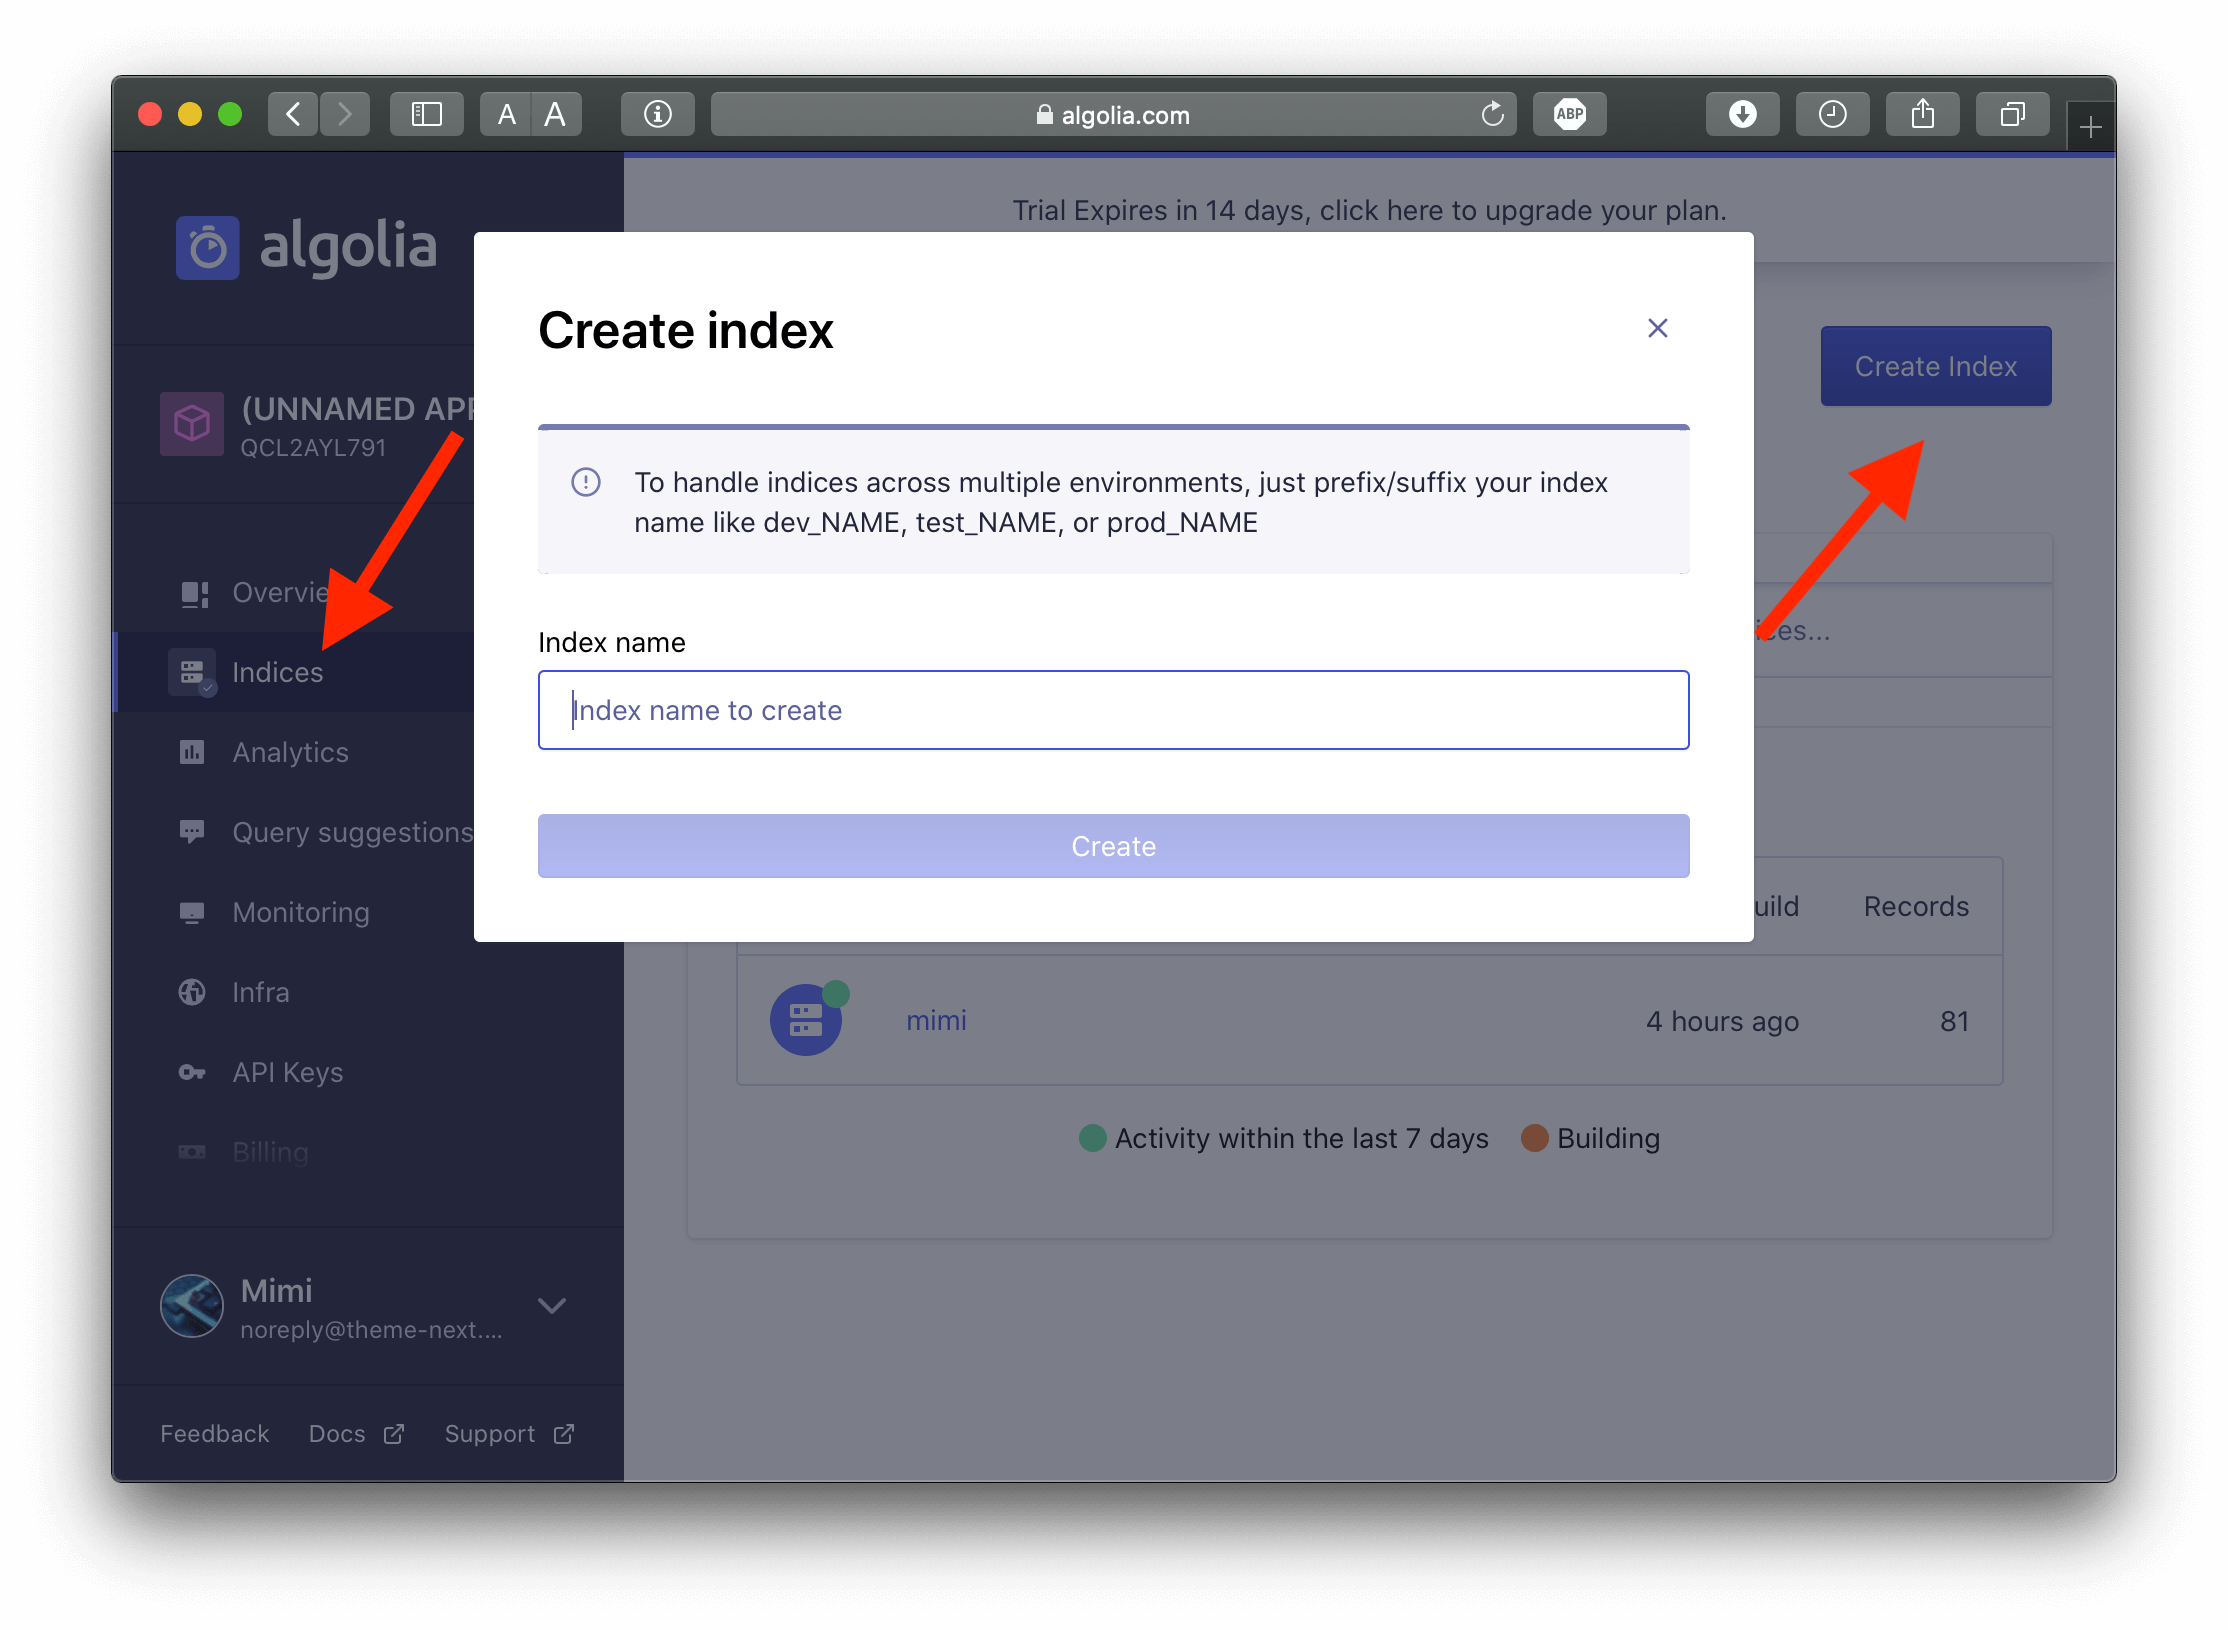 A A
algolia.com
ABP
algolia
Trial Expires in 14 days, click here to upgrade your plan.
(UNNAMED APP
QCL2AYL791
Create Index
Create index
To handle indices across multiple environments, just prefix/suffix your index
name like dev_NAME, test_NAME, or prod_NAME
Index name
Index name to create
Create
Indices
Analytics
Query suggestions
Monitoring
Infra
API Keys
Billing
Records
mimi
4 hours ago
81
Activity within the last 7 days
Building
Mimi
noreply@theme-next....
Feedback
Docs
Support